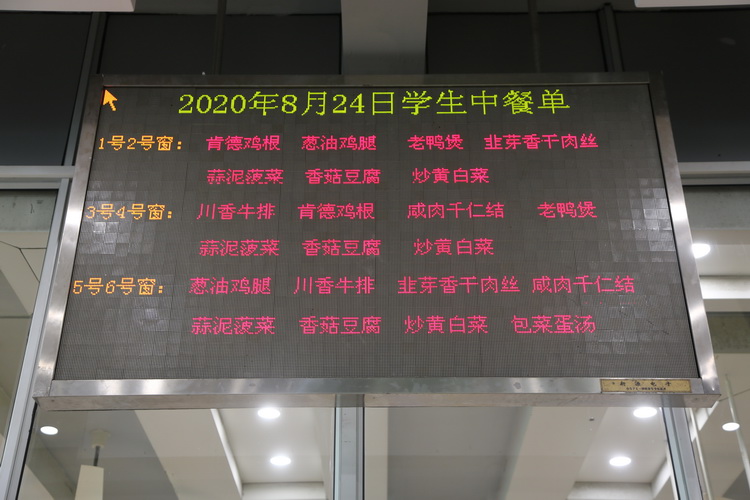 2020年8月24日学生中餐单
1号2号窗： 肯德鸡根 葱油鸡腿 老鸭煲 韭芽香干肉丝
蒜泥菠菜 香菇豆腐 炒黄白菜
3号4号窗： 川香牛排 肯德鸡根 咸肉千仁结 老鸭煲
蒜泥菠菜 香菇豆腐 炒黄白菜
5号6号窗： 葱油鸡腿 川香牛排 韭芽香干肉丝 咸肉千仁结
蒜泥菠菜 香菇豆腐 炒黄白菜 包菜蛋汤